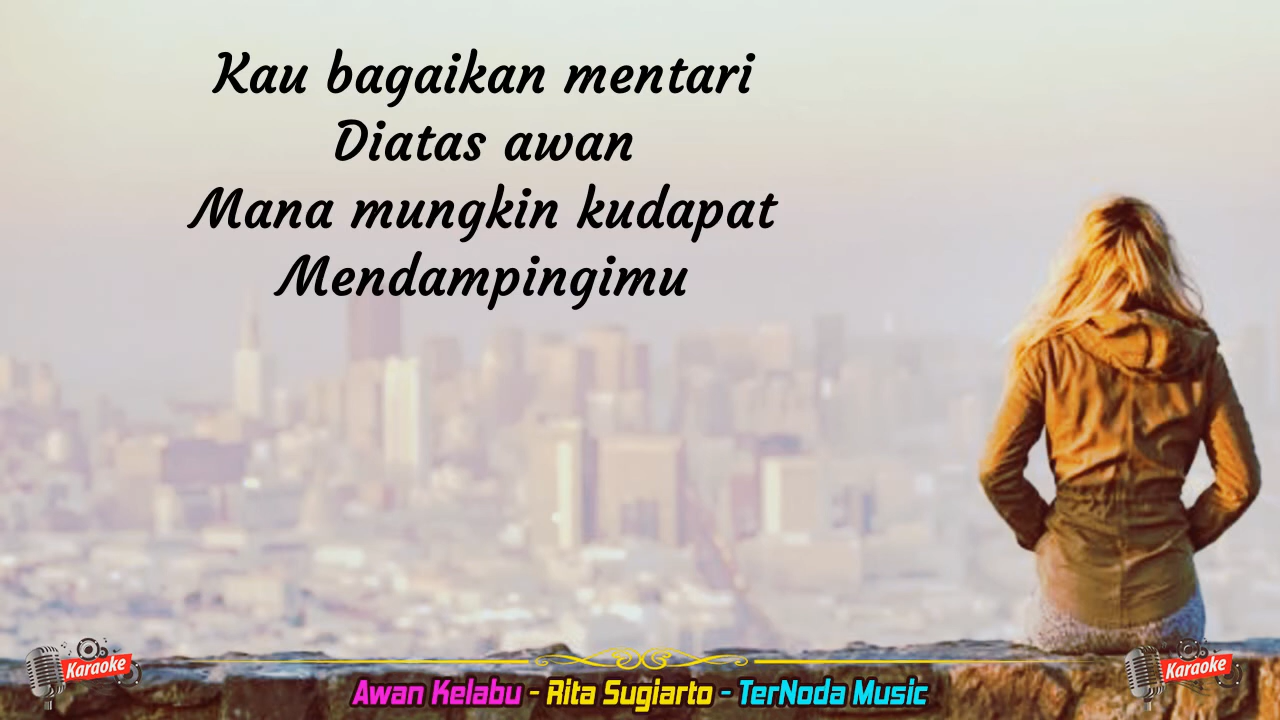 Kau bagaikan mentari
Diatas awan
Mana mungkin kudapat
Mendampingimu
Karaoke
Karaoke
Awan Kelabu - Rita Sugiarto - TerNoda Music